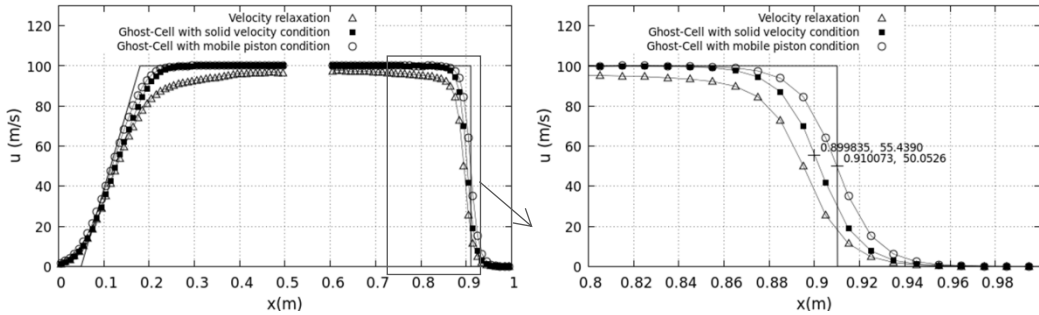 120
100
80
60
40
20
0
u (m/s)
Velocity relaxation
Ghost-Cell with solid velocity condition
Ghost-Cell with mobile piston condition
0.0 0.1 0.2 0.3 0.4 0.5 0.6 0.7 0.8 0.9 1
x(m)
120
100
80
60
40
20
0
u (m/s)
Velocity relaxation
Ghost-Cell with solid velocity condition
Ghost-Cell with mobile piston condition
0.899835, 55.4390
0.910073, 50.0526
0.8 0.82 0.84 0.86 0.88 0.9 0.92 0.94 0.96 0.98
x(m)